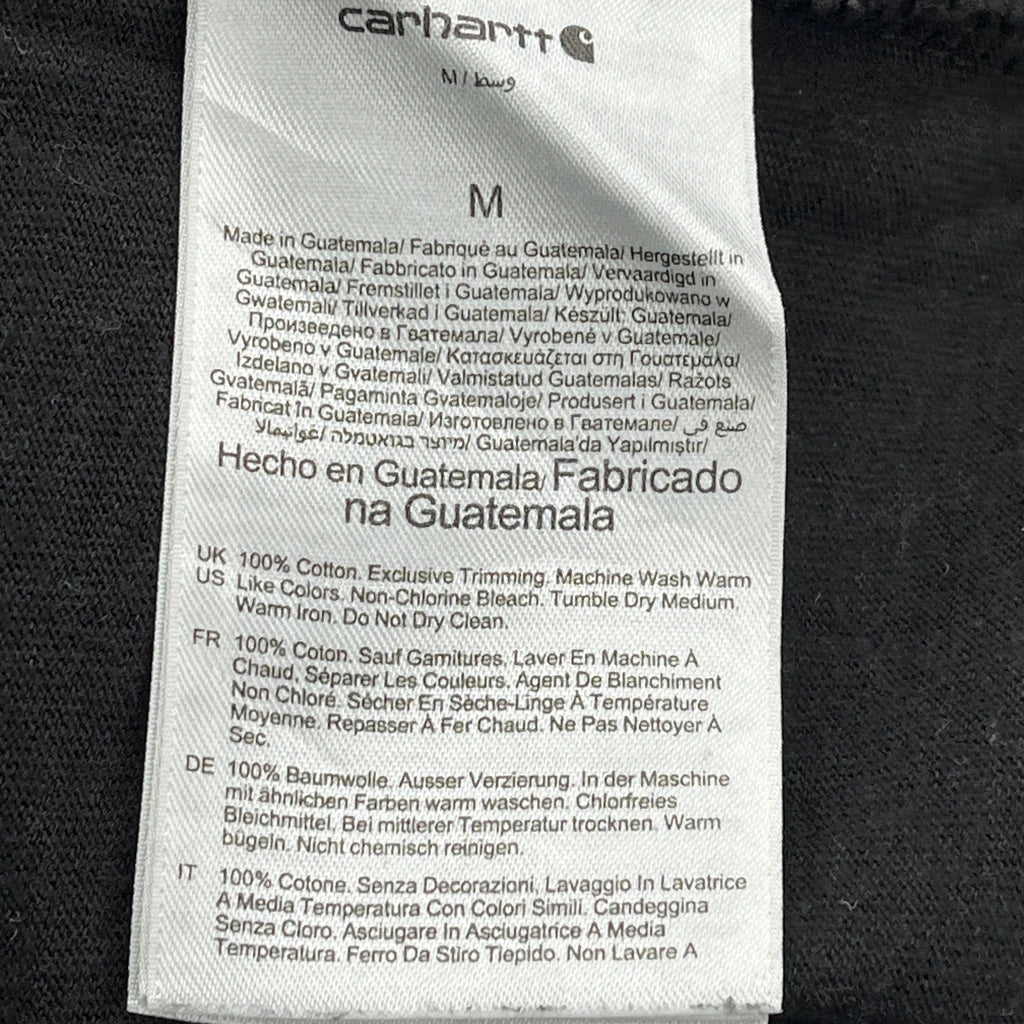 carhartt
M / وسط
M
Made in Guatemala/ Fabriqué au Guatemala/ Hergestellt in
Guatemala/ Fabbricato in Guatemala/ Vervaardigd in
Guatemala/ Fremstillet i Guatemala/ Wyprodukowano w
Gwatemali/ Tillverkad i Guatemala/ Készült: Guatemala/
Произведено в Гватемала/ Vyrobené v Guatemale/
Vyrobeno v Guatemale/ Κατασκευάζεται στη Γουατεμάλα/
Izdelano v Gvatemali/ Valmistatud Guatemalas/ Ražots
Gvatemalā/ Pagaminta Gvatemaloje/ Produsert i Guatemala/
Fabricat în Guatemala/ Изготовлено в Гватемале/ صنع في
غواتيمالا/ מיוצר בגואטמלה/ Guatemala'da Yapılmıştır/
Hecho en Guatemala/ Fabricado
na Guatemala
UK 100% Cotton. Exclusive Trimming. Machine Wash Warm
US Like Colors. Non-Chlorine Bleach. Tumble Dry Medium.
Warm Iron. Do Not Dry Clean.
FR 100% Coton. Sauf Garnitures. Laver En Machine À
Chaud, Séparer Les Couleurs. Agent De Blanchiment
Non Chloré. Sécher En Sèche-Linge À Température
Moyenne. Repasser À Fer Chaud. Ne Pas Nettoyer À
Sec.
DE 100% Baumwolle. Ausser Verzierung. In der Maschine
mit ähnlichen Farben warm waschen. Chlorfreies
Bleichmittel. Bei mittlerer Temperatur trocknen. Warm
bügeln. Nicht chemisch reinigen.
IT 100% Cotone. Senza Decorazioni. Lavaggio In Lavatrice
A Media Temperatura Con Colori Simili. Candeggina
Senza Cloro. Asciugare In Asciugatrice A Media
Temperatura. Ferro Da Stiro Tiepido. Non Lavare A